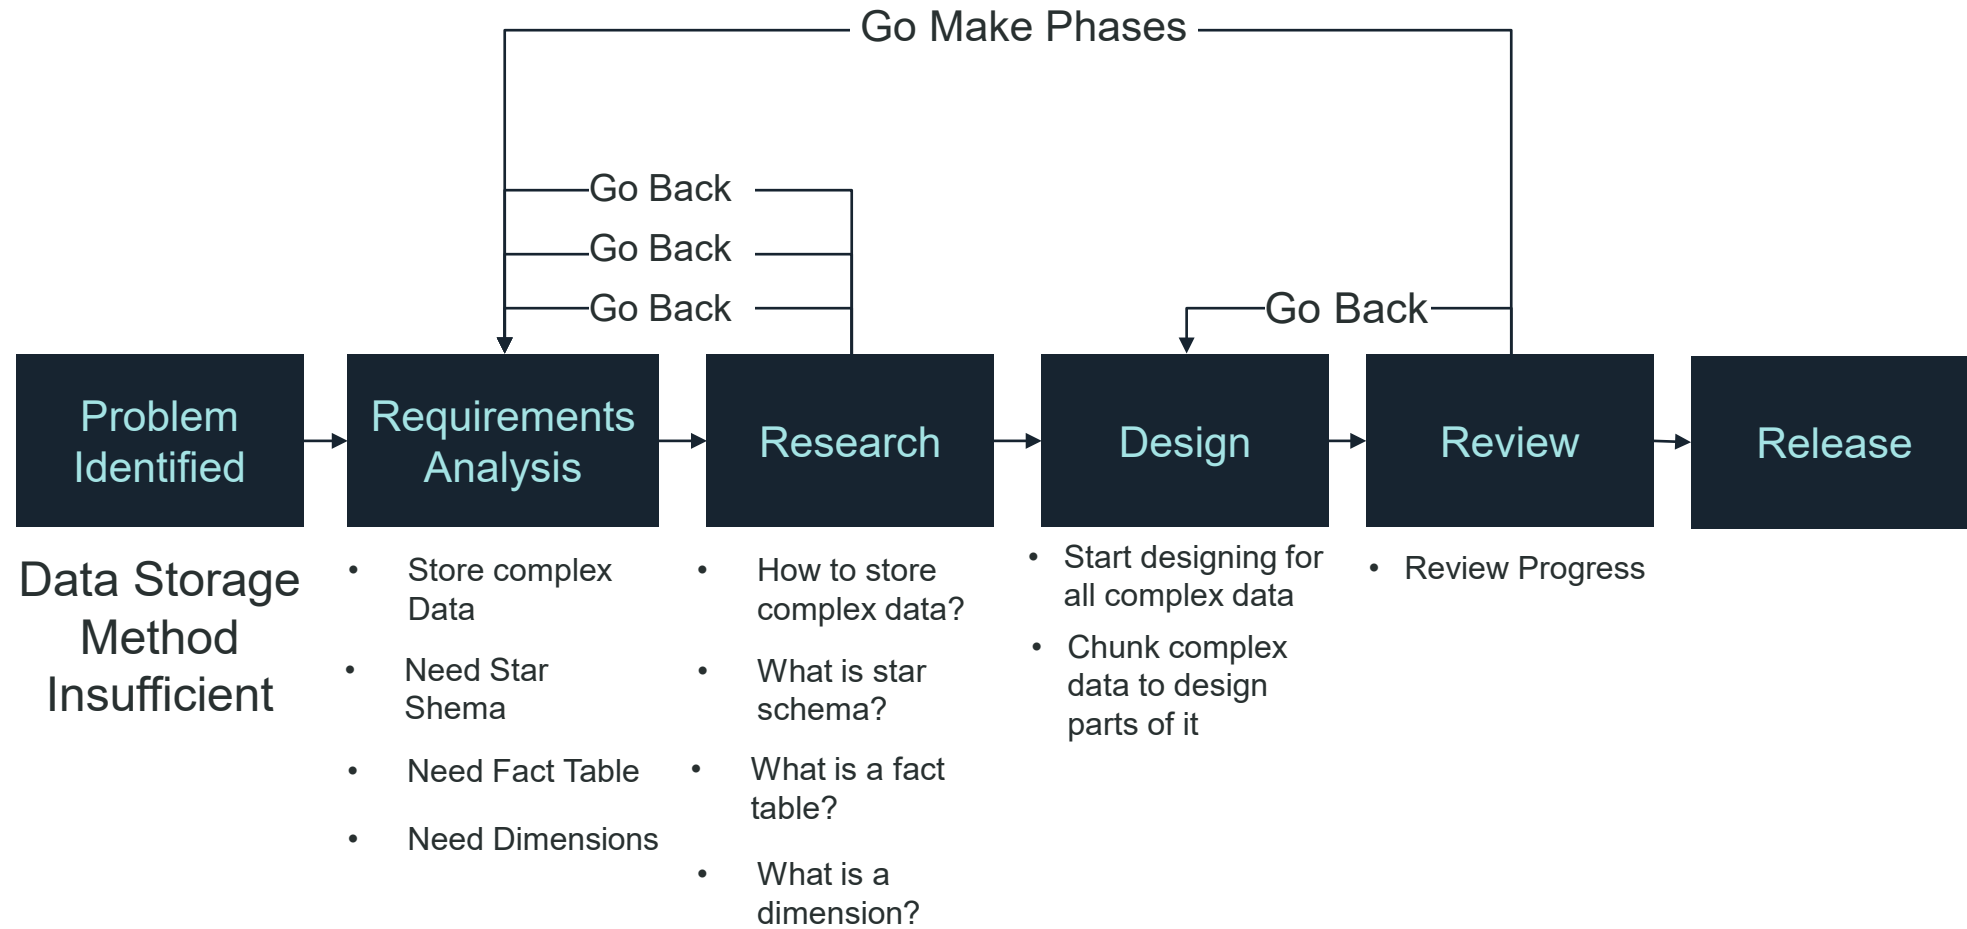 Go Make Phases
Go Back
Go Back
Go Back
Go Back
Problem
Identified
Requirements
Analysis
Research
Design
Review
Release
Data Storage
Method
Insufficient
• Store complex
Data
• Need Star
Shema
• Need Fact Table
• Need Dimensions
• How to store
complex data?
• What is star
schema?
• What is a fact
table?
• What is a
dimension?
• Start designing for
all complex data
• Chunk complex
data to design
parts of it
• Review Progress